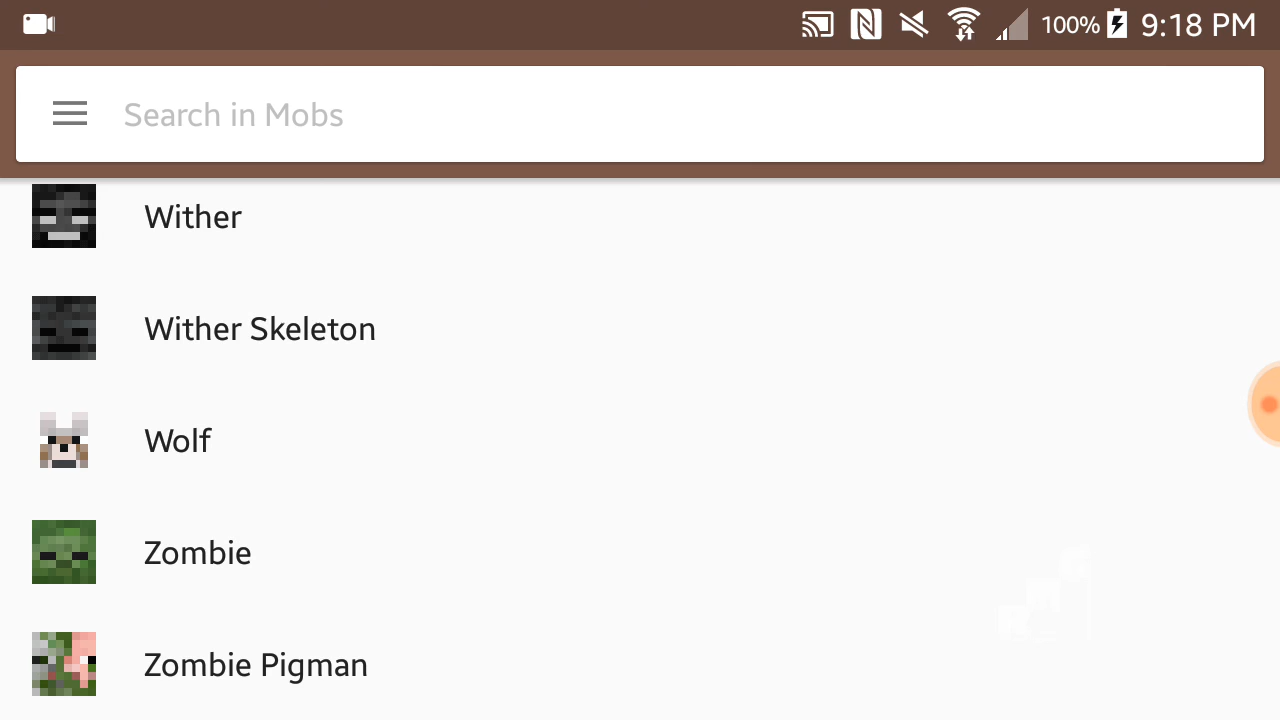 100% 9:18 PM
Search in Mobs
Wither
Wither Skeleton
Wolf
Zombie
Zombie Pigman